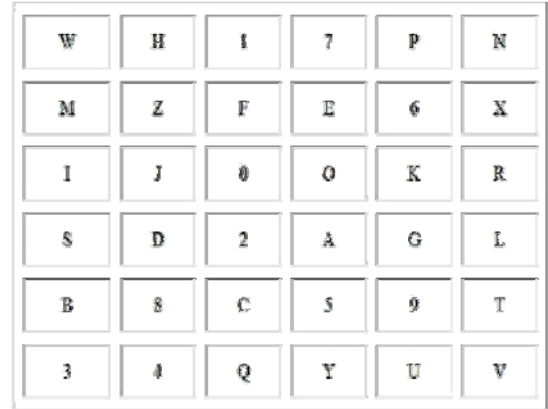 W H 1 7 P N
M Z F E 6 X
I J 0 O K R
S D 2 A G L
B 8 C 5 9 T
3 4 Q Y U V